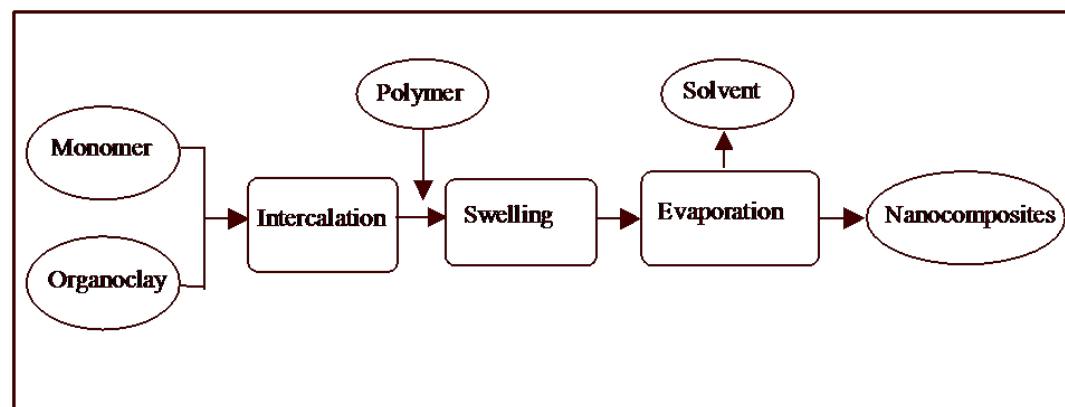 Polymer
Solvent
Monomer
Intercalation
Swelling
Evaporation
Nanocomposites
Organoclay